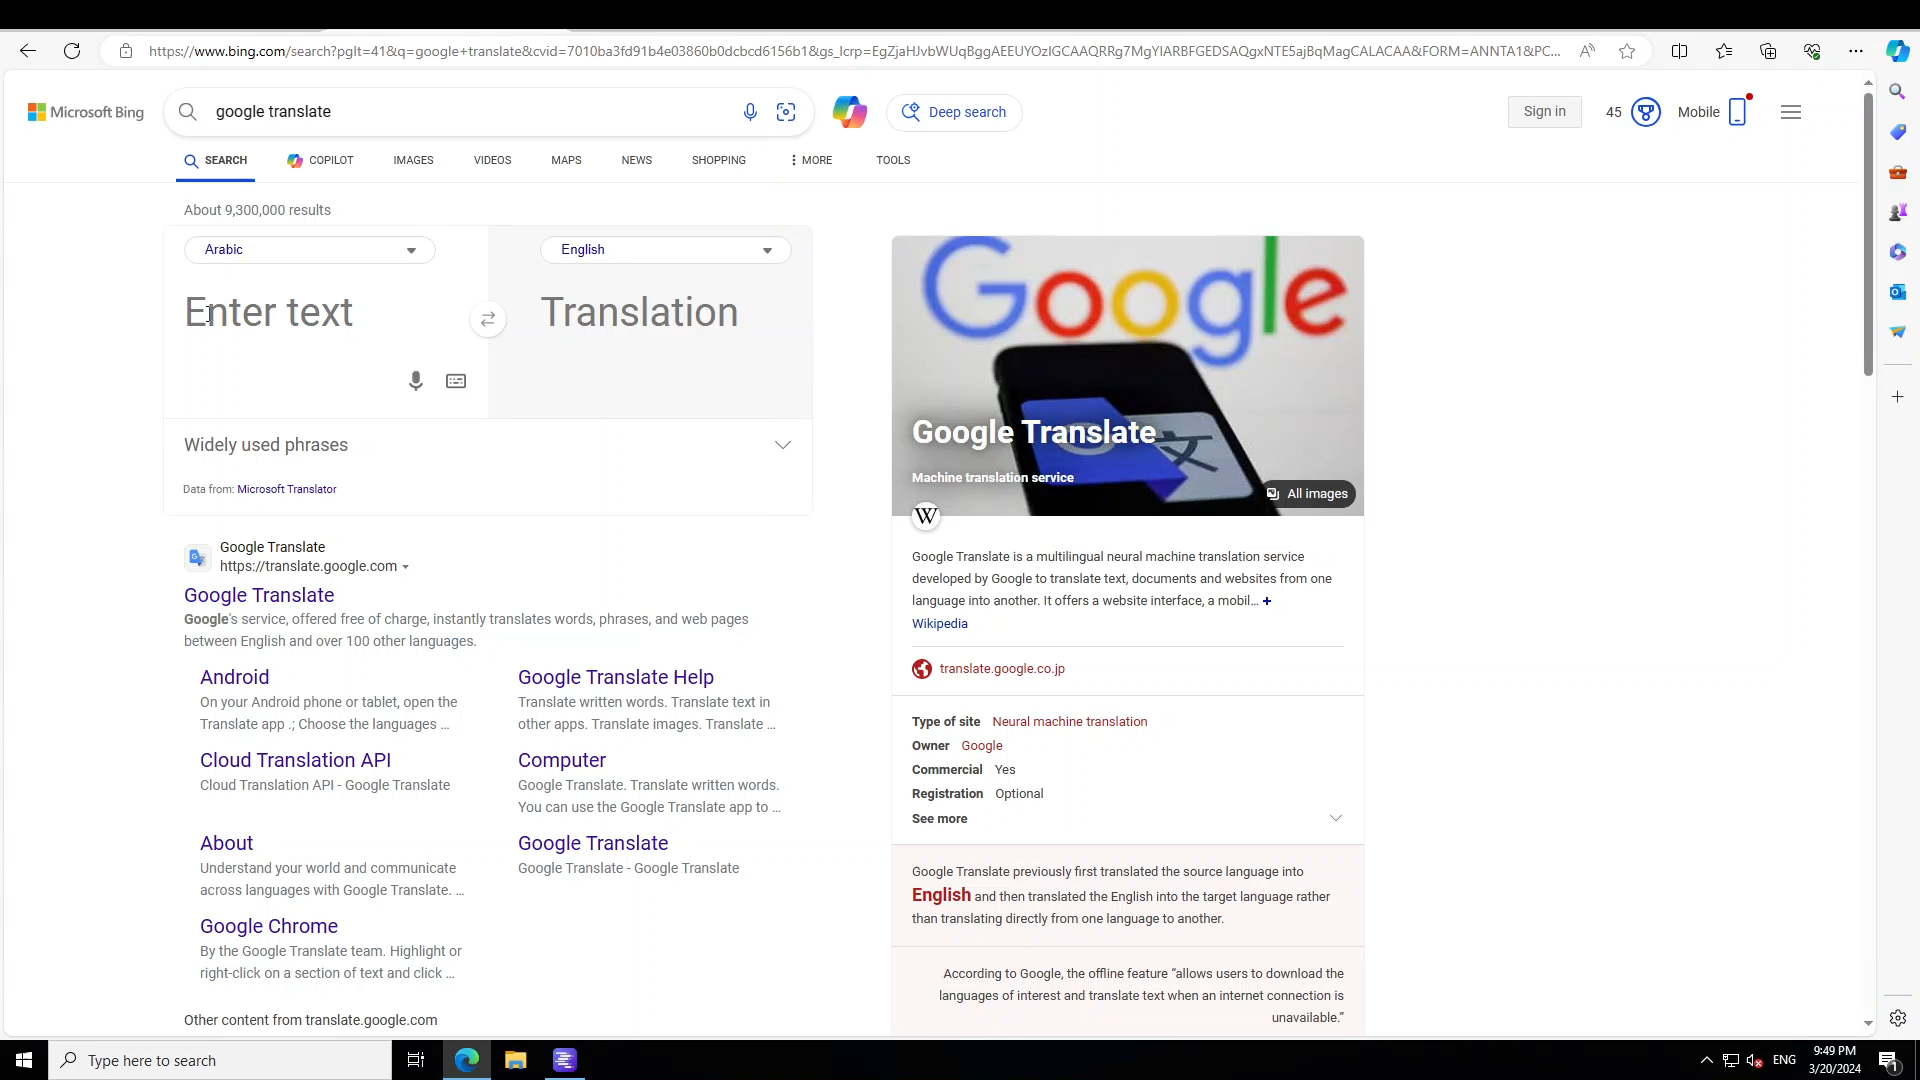 https://www.bing.com/search?pglt=41&q=google+translate&cvid=7010ba3fd91b4e03860b0dcbcd6156b1&gs_lcrp=EgZjaHJvbWUqBggAEEUYOzIGCAAQRRg7MgYIARBFGEDSAQgxNTE5ajBqMagCALACAA&FORM=ANNTA1&PC...
Microsoft Bing
google translate
Deep search
Sign in
45
Mobile
SEARCH
COPILOT
IMAGES
VIDEOS
MAPS
NEWS
SHOPPING
MORE
TOOLS
About 9,300,000 results
Arabic
English
Enter text
Translation
Widely used phrases
Data from: Microsoft Translator
Google Translate
https://translate.google.com
Google Translate
Google's service, offered free of charge, instantly translates words, phrases, and web pages
between English and over 100 other languages.
Android
On your Android phone or tablet, open the
Translate app .; Choose the languages ...
Google Translate Help
Translate written words. Translate text in
other apps. Translate images. Translate ...
Cloud Translation API
Cloud Translation API - Google Translate
Computer
Google Translate. Translate written words.
You can use the Google Translate app to ...
About
Understand your world and communicate
across languages with Google Translate. ...
Google Translate
Google Translate - Google Translate
Google Chrome
By the Google Translate team. Highlight or
right-click on a section of text and click ...
Other content from translate.google.com
Google
Google Translate
Machine translation service
文
All images
W
Google Translate is a multilingual neural machine translation service
developed by Google to translate text, documents and websites from one
language into another. It offers a website interface, a mobil... +
Wikipedia
translate.google.co.jp
Type of site Neural machine translation
Owner Google
Commercial Yes
Registration Optional
See more
Google Translate previously first translated the source language into
English and then translated the English into the target language rather
than translating directly from one language to another.
According to Google, the offline feature “allows users to download the
languages of interest and translate text when an internet connection is
unavailable.”
Type here to search
ENG
9:49 PM
3/20/2024
1